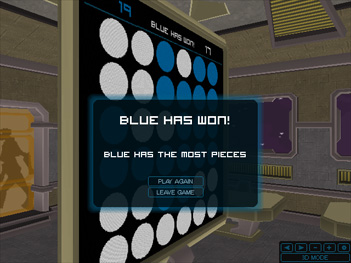 19
BLUE HAS WON!
17
BLUE HAS WON!
BLUE HAS THE MOST PIECES
PLAY AGAIN
LEAVE GAME
3D MODE